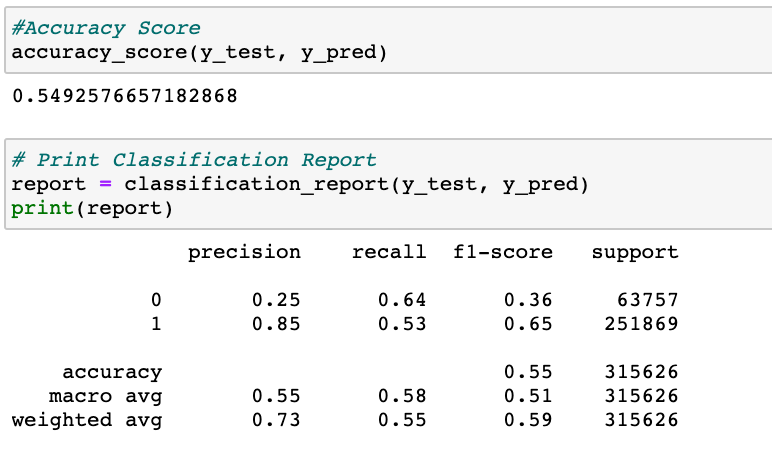 #Accuracy Score
accuracy_score(y_test, y_pred)
0.5492576657182868
# Print Classification Report
report = classification_report(y_test, y_pred)
print(report)
precision recall f1-score support
0 0.25 0.64 0.36 63757
1 0.85 0.53 0.65 251869
accuracy 0.55 315626
macro avg 0.55 0.58 0.51 315626
weighted avg 0.73 0.55 0.59 315626